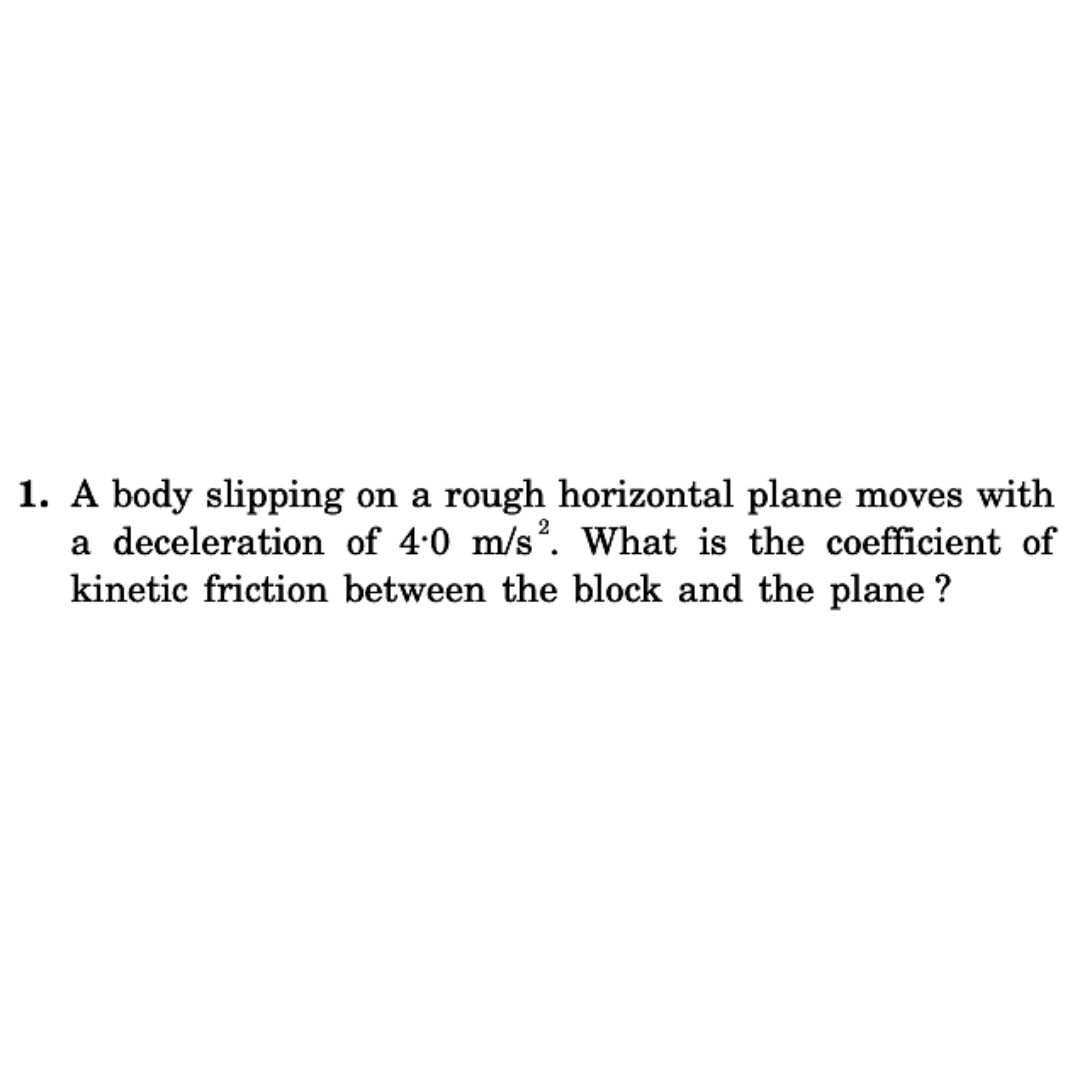 1. A body slipping on a rough horizontal plane moves with
a deceleration of 4·0 m/s². What is the coefficient of
kinetic friction between the block and the plane ?